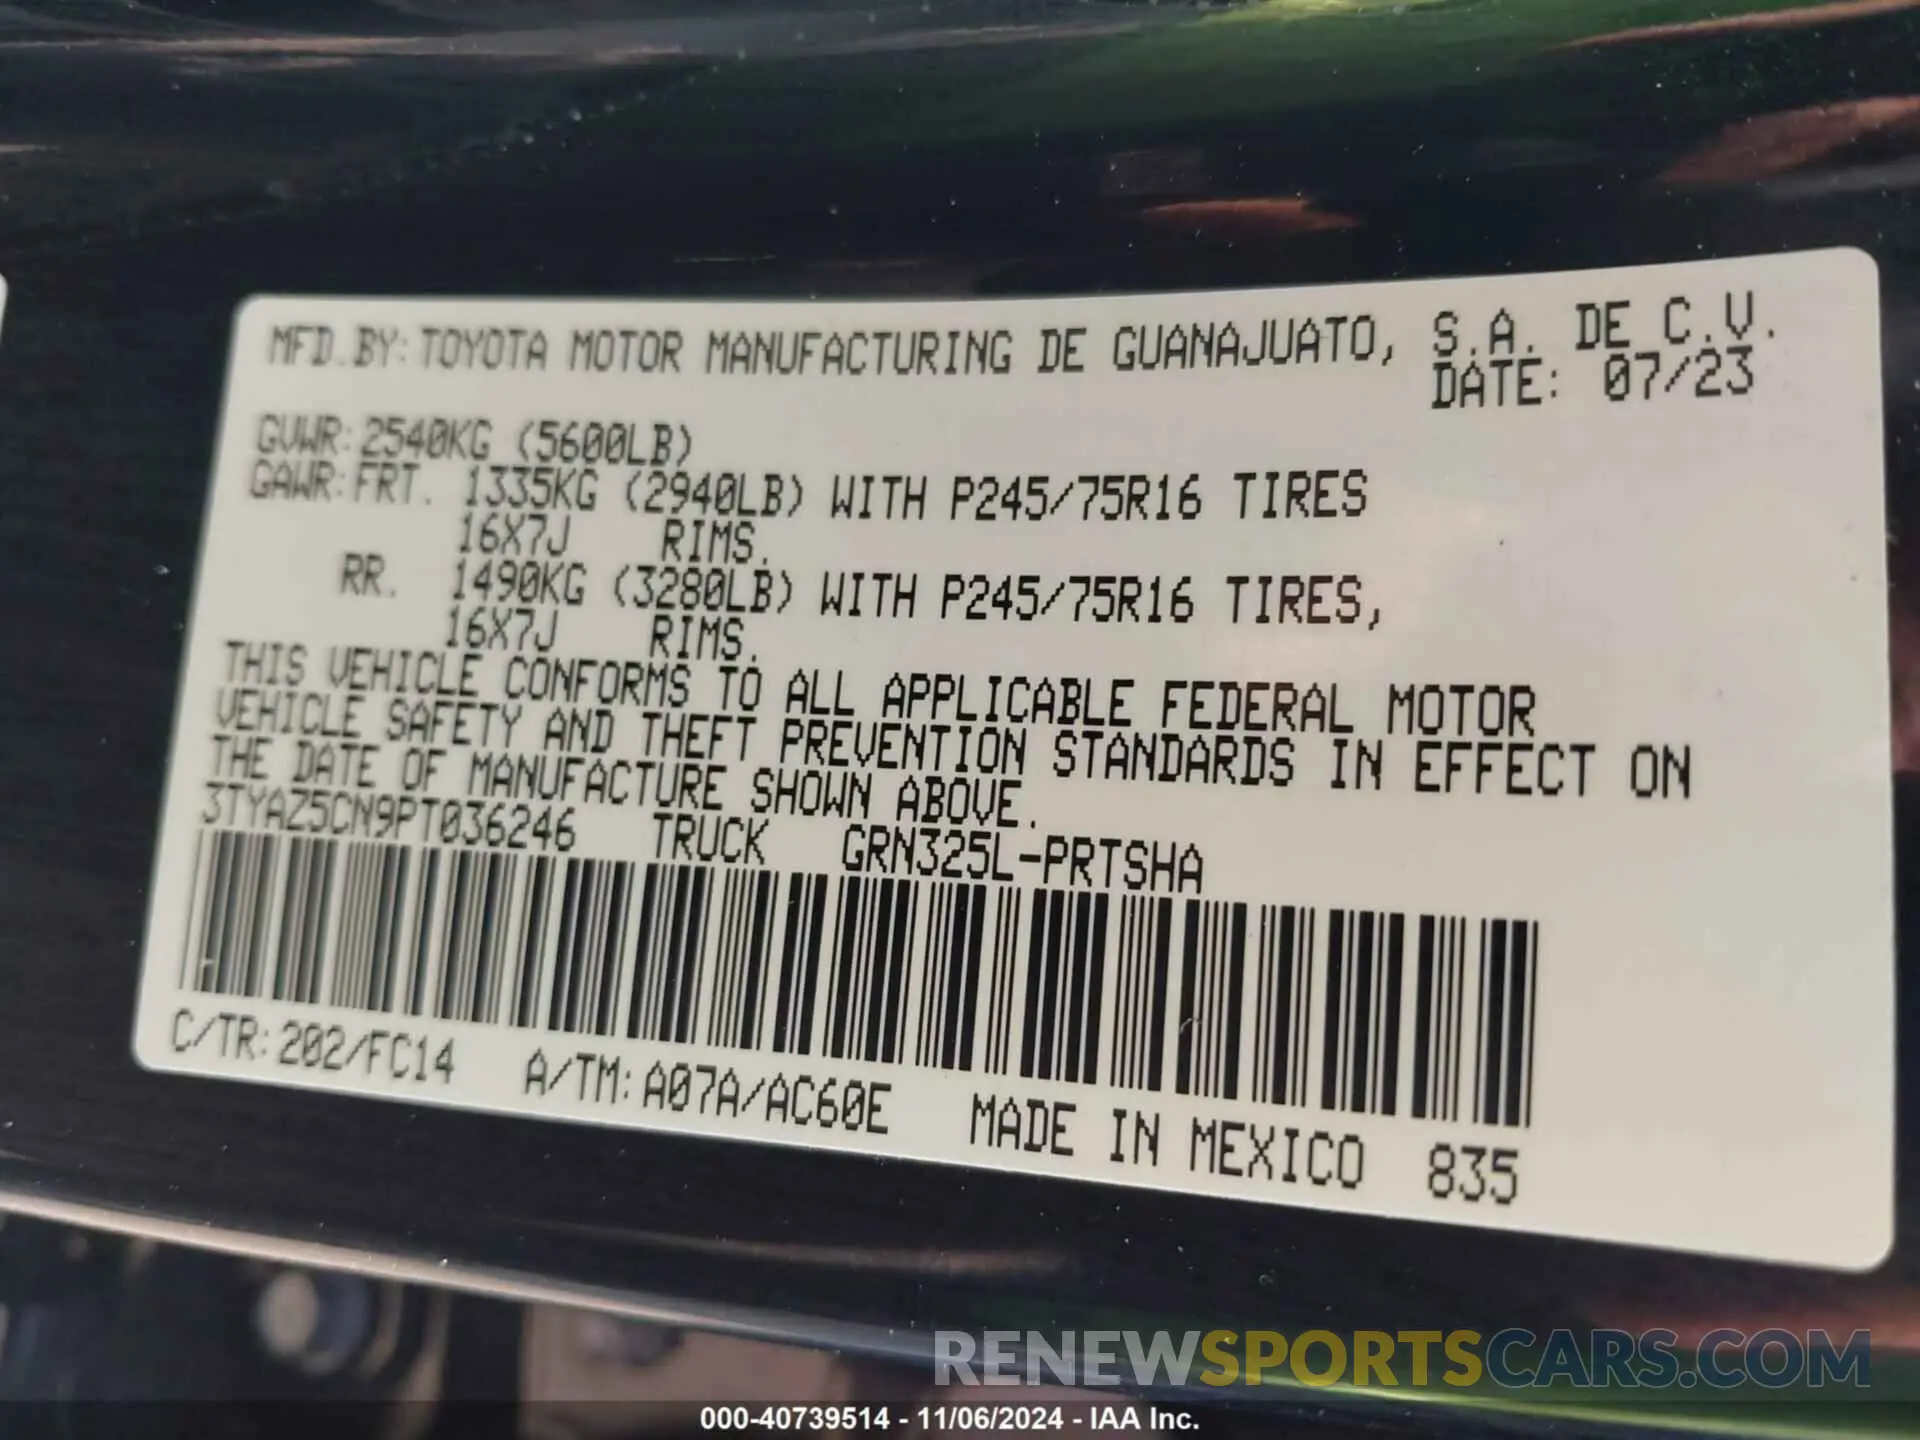 MFD.BY: TOYOTA MOTOR MANUFACTURING DE GUANAJUATO, S.A. DE C.V.
DATE: 07/23
GVWR: 2540KG (5600LB)
GAWR: FRT. 1335KG (2940LB) WITH P245/75R16 TIRES
16X7J RIMS.
RR. 1490KG (3280LB) WITH P245/75R16 TIRES,
16X7J RIMS.
THIS VEHICLE CONFORMS TO ALL APPLICABLE FEDERAL MOTOR
VEHICLE SAFETY AND THEFT PREVENTION STANDARDS IN EFFECT ON
THE DATE OF MANUFACTURE SHOWN ABOVE.
3TYAZ5CN9PT036246 TRUCK GRN325L-PRTSHA
C/TR: 202/FC14 A/TM: A07A/AC60E MADE IN MEXICO 835
RENEWSPORTSCARS.COM
000-40739514 - 11/06/2024 - IAA Inc.